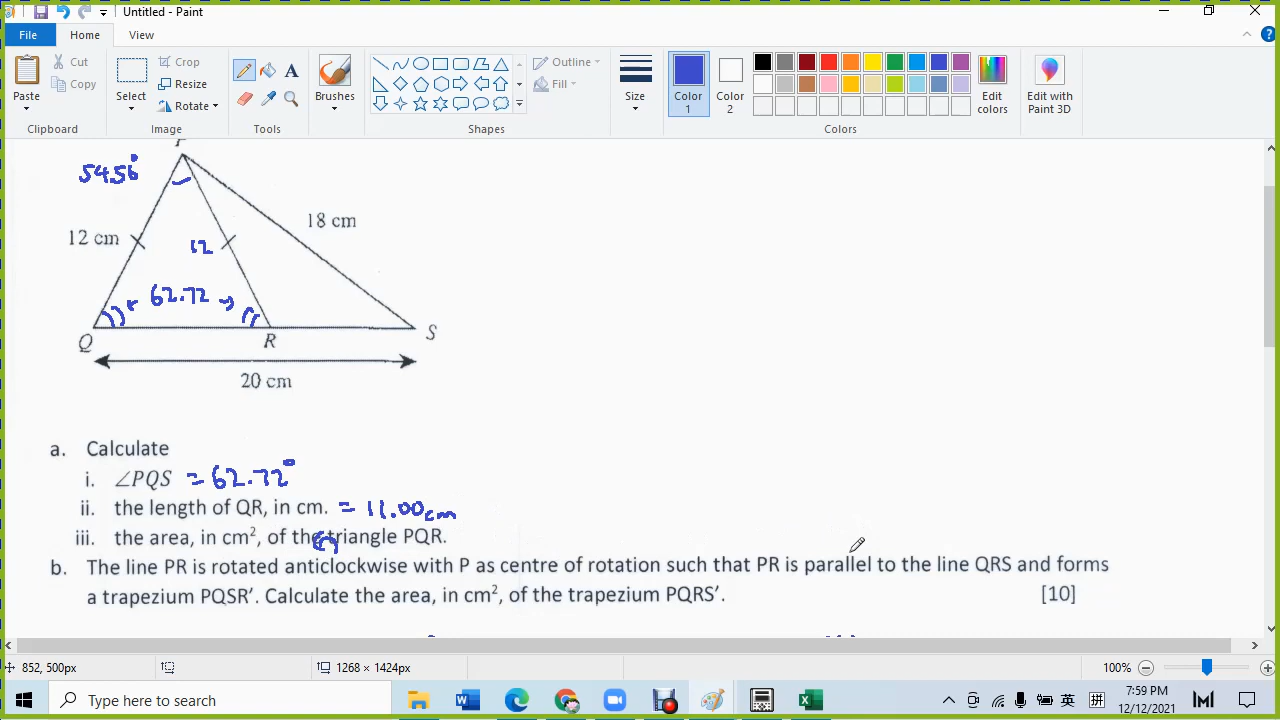 Untitled - Paint
File Home View
Paste
Cut
Copy
Select
Crop
Resize
Rotate
Brushes
Outline
Fill
Size
Color 1
Color 2
Edit colors
Edit with Paint 3D
Clipboard Image Tools Shapes Colors
54.56°
12 cm
12
18 cm
62.72
Q R S
20 cm
a. Calculate
i. ∠PQS = 62.72°
ii. the length of QR, in cm. = 11.00cm
iii. the area, in cm², of the triangle PQR.
b. The line PR is rotated anticlockwise with P as centre of rotation such that PR is parallel to the line QRS and forms
a trapezium PQSR′. Calculate the area, in cm², of the trapezium PQRS′. [10]
852, 500px 1268 × 1424px 100%
Type here to search
英 拼
7:59 PM
12/12/2021